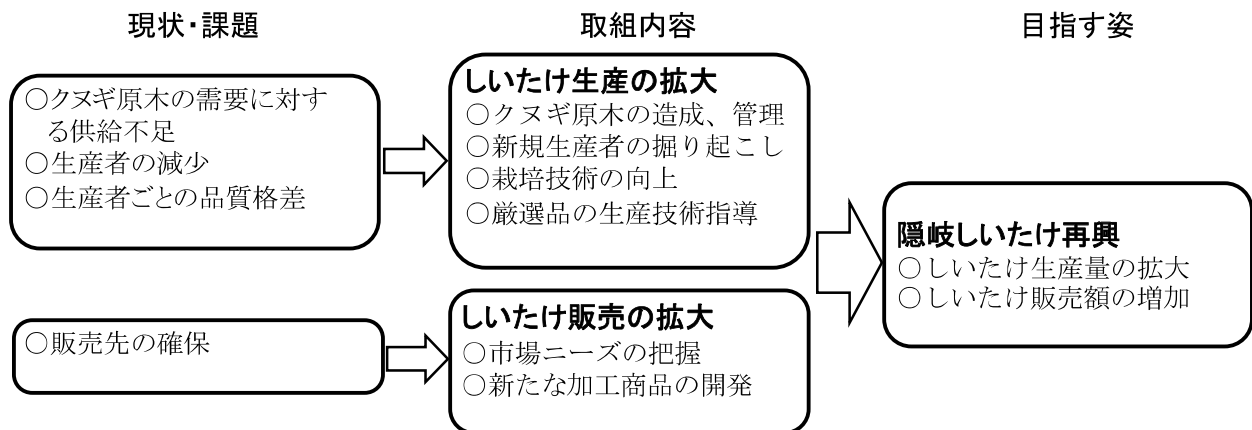 現状・課題
○クヌギ原木の需要に対す
る供給不足
○生産者の減少
○生産者ごとの品質格差
○販売先の確保
取組内容
しいたけ生産の拡大
○クヌギ原木の造成、管理
○新規生産者の掘り起こし
○栽培技術の向上
○厳選品の生産技術指導
しいたけ販売の拡大
○市場ニーズの把握
○新たな加工商品の開発
目指す姿
隠岐しいたけ再興
○しいたけ生産量の拡大
○しいたけ販売額の増加